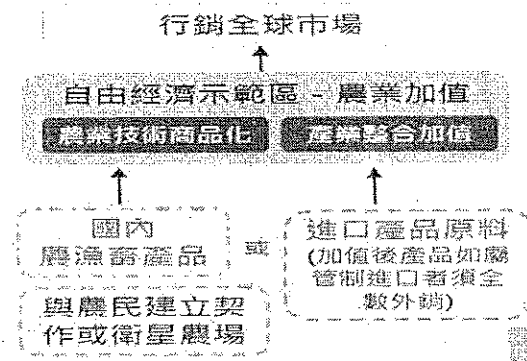 行銷全球市場
自由經濟示範區－農業加值
農業技術商品化 產業整合加值
國內
農漁畜產品
或
進口產品原料
(加值後產品如屬
管制進口者須全
數外銷)
與農民建立契
作或衛星農場